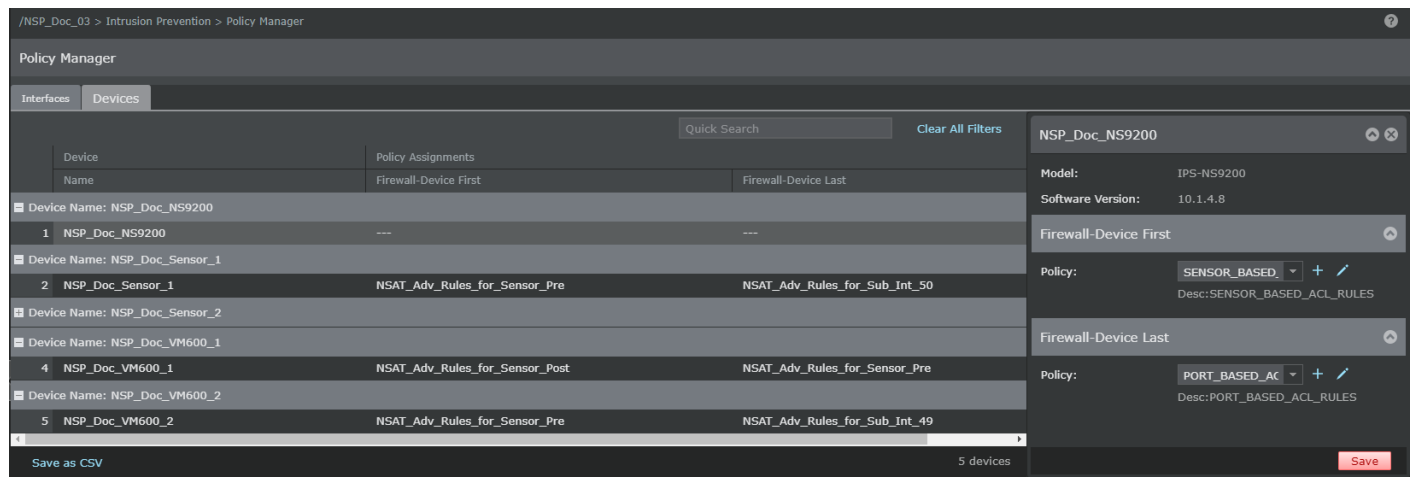 /NSP_Doc_03 > Intrusion Prevention > Policy Manager
Policy Manager
Interfaces Devices
Quick Search Clear All Filters
Device Policy Assignments
Name Firewall-Device First Firewall-Device Last
Device Name: NSP_Doc_NS9200
1 NSP_Doc_NS9200 --- ---
Device Name: NSP_Doc_Sensor_1
2 NSP_Doc_Sensor_1 NSAT_Adv_Rules_for_Sensor_Pre NSAT_Adv_Rules_for_Sub_Int_50
Device Name: NSP_Doc_Sensor_2
Device Name: NSP_Doc_VM600_1
4 NSP_Doc_VM600_1 NSAT_Adv_Rules_for_Sensor_Post NSAT_Adv_Rules_for_Sensor_Pre
Device Name: NSP_Doc_VM600_2
5 NSP_Doc_VM600_2 NSAT_Adv_Rules_for_Sensor_Pre NSAT_Adv_Rules_for_Sub_Int_49
Save as CSV 5 devices
NSP_Doc_NS9200
Model: IPS-NS9200
Software Version: 10.1.4.8
Firewall-Device First
Policy: SENSOR_BASED_
Desc:SENSOR_BASED_ACL_RULES
Firewall-Device Last
Policy: PORT_BASED_AC
Desc:PORT_BASED_ACL_RULES
Save